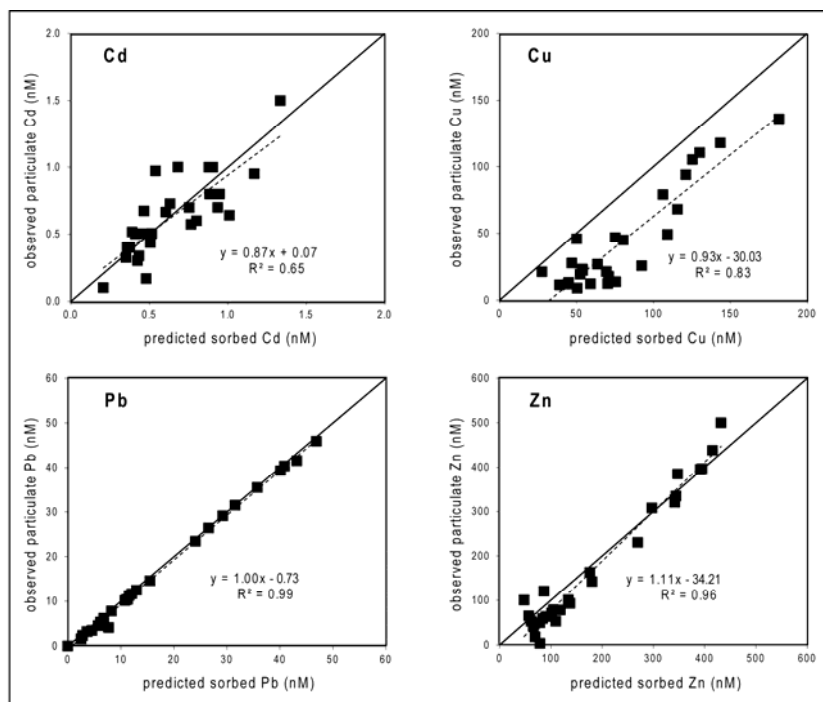 Cd
observed particulate Cd (nM)
2.0
1.5
1.0
0.5
0.0
y = 0.87x + 0.07
R² = 0.65
0.0 0.5 1.0 1.5 2.0
predicted sorbed Cd (nM)
Cu
observed particulate Cu (nM)
200
150
100
50
0
y = 0.93x - 30.03
R² = 0.83
0 50 100 150 200
predicted sorbed Cu (nM)
Pb
observed particulate Pb (nM)
60
50
40
30
20
10
0
y = 1.00x - 0.73
R² = 0.99
0 10 20 30 40 50 60
predicted sorbed Pb (nM)
Zn
observed particulate Zn (nM)
600
500
400
300
200
100
0
y = 1.11x - 34.21
R² = 0.96
0 100 200 300 400 500 600
predicted sorbed Zn (nM)